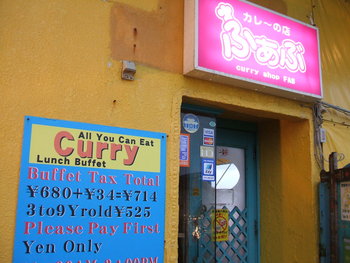 カレーの店
ふぁぶ
curry shop FAB
All You Can Eat
Curry
Lunch Buffet
Buffet Tax Total
¥680+¥34=¥714
3to9Yrold¥525
Please Pay First
Yen Only